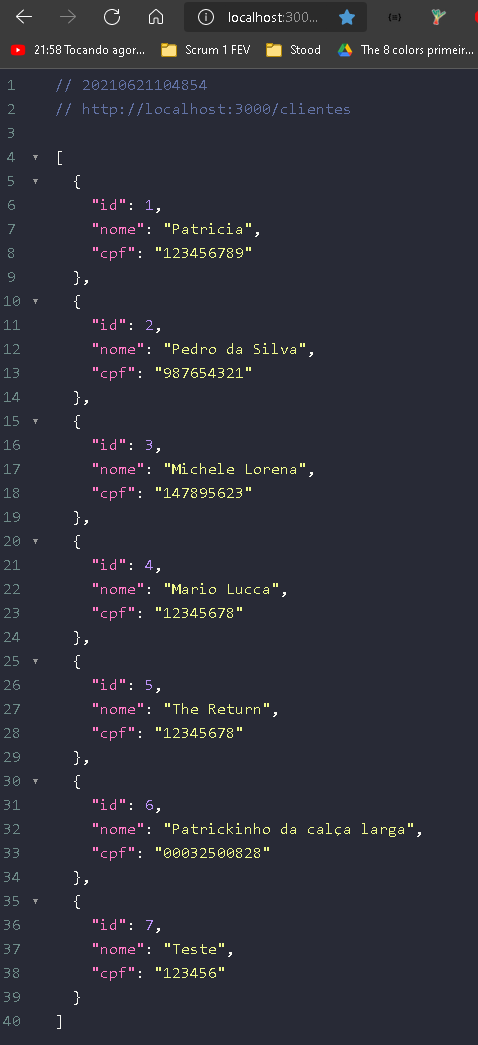 localhost:300...
21:58 Tocando agor... Scrum 1 FEV Stood The 8 colors primeir...
1 // 20210621104854
2 // http://localhost:3000/clientes
3
4 [
5 {
6 "id": 1,
7 "nome": "Patricia",
8 "cpf": "123456789"
9 },
10 {
11 "id": 2,
12 "nome": "Pedro da Silva",
13 "cpf": "987654321"
14 },
15 {
16 "id": 3,
17 "nome": "Michele Lorena",
18 "cpf": "147895623"
19 },
20 {
21 "id": 4,
22 "nome": "Mario Lucca",
23 "cpf": "12345678"
24 },
25 {
26 "id": 5,
27 "nome": "The Return",
28 "cpf": "12345678"
29 },
30 {
31 "id": 6,
32 "nome": "Patrickinho da calça larga",
33 "cpf": "00032500828"
34 },
35 {
36 "id": 7,
37 "nome": "Teste",
38 "cpf": "123456"
39 }
40 ]